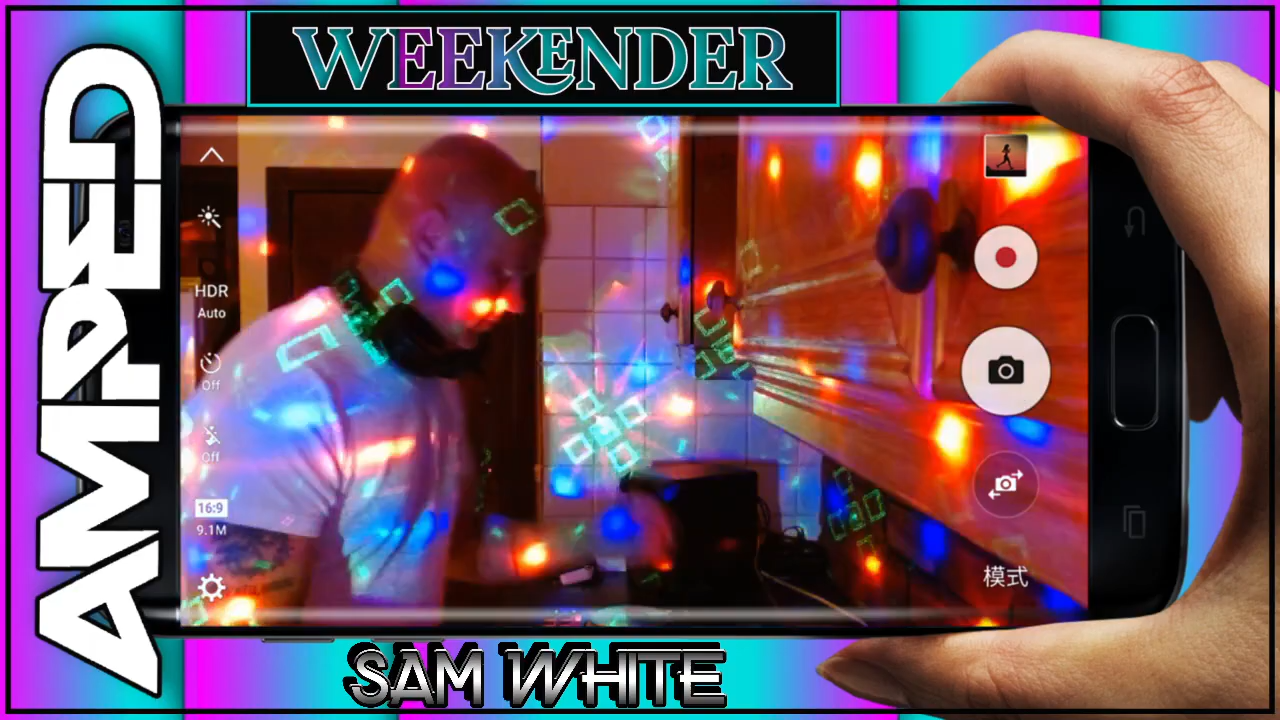 WEEKENDER
AMPED
HDR
Auto
Off
Off
16:9
9.1M
模式
SAM WHITE